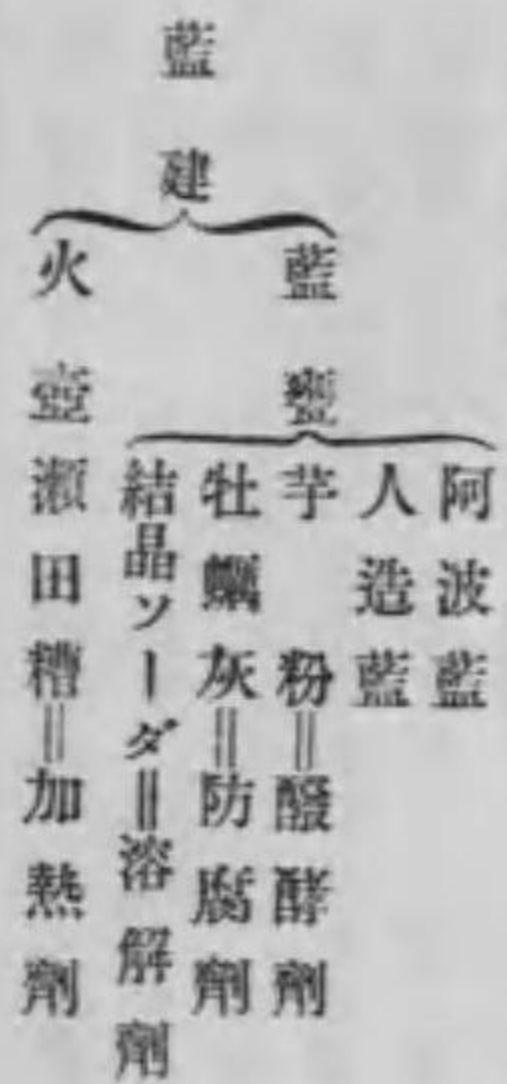 藍建
藍甕
阿波藍
人造藍
芋粉＝醱酵劑
牡蠣灰＝防腐劑
結晶ソーダ＝溶解劑
火壺
瀬田糟＝加熱劑